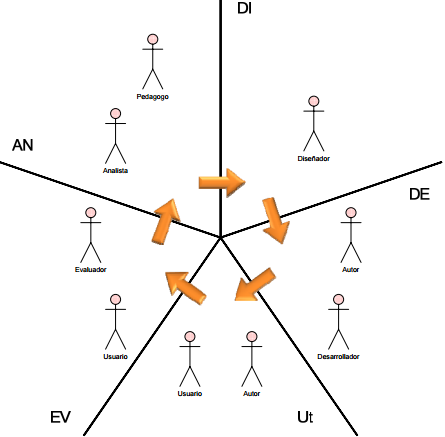 DI
Pedagogo
Diseñador
Analista
AN
DE
Evaluador
Autor
Usuario
Desarrollador
Usuario
Autor
EV
Ut